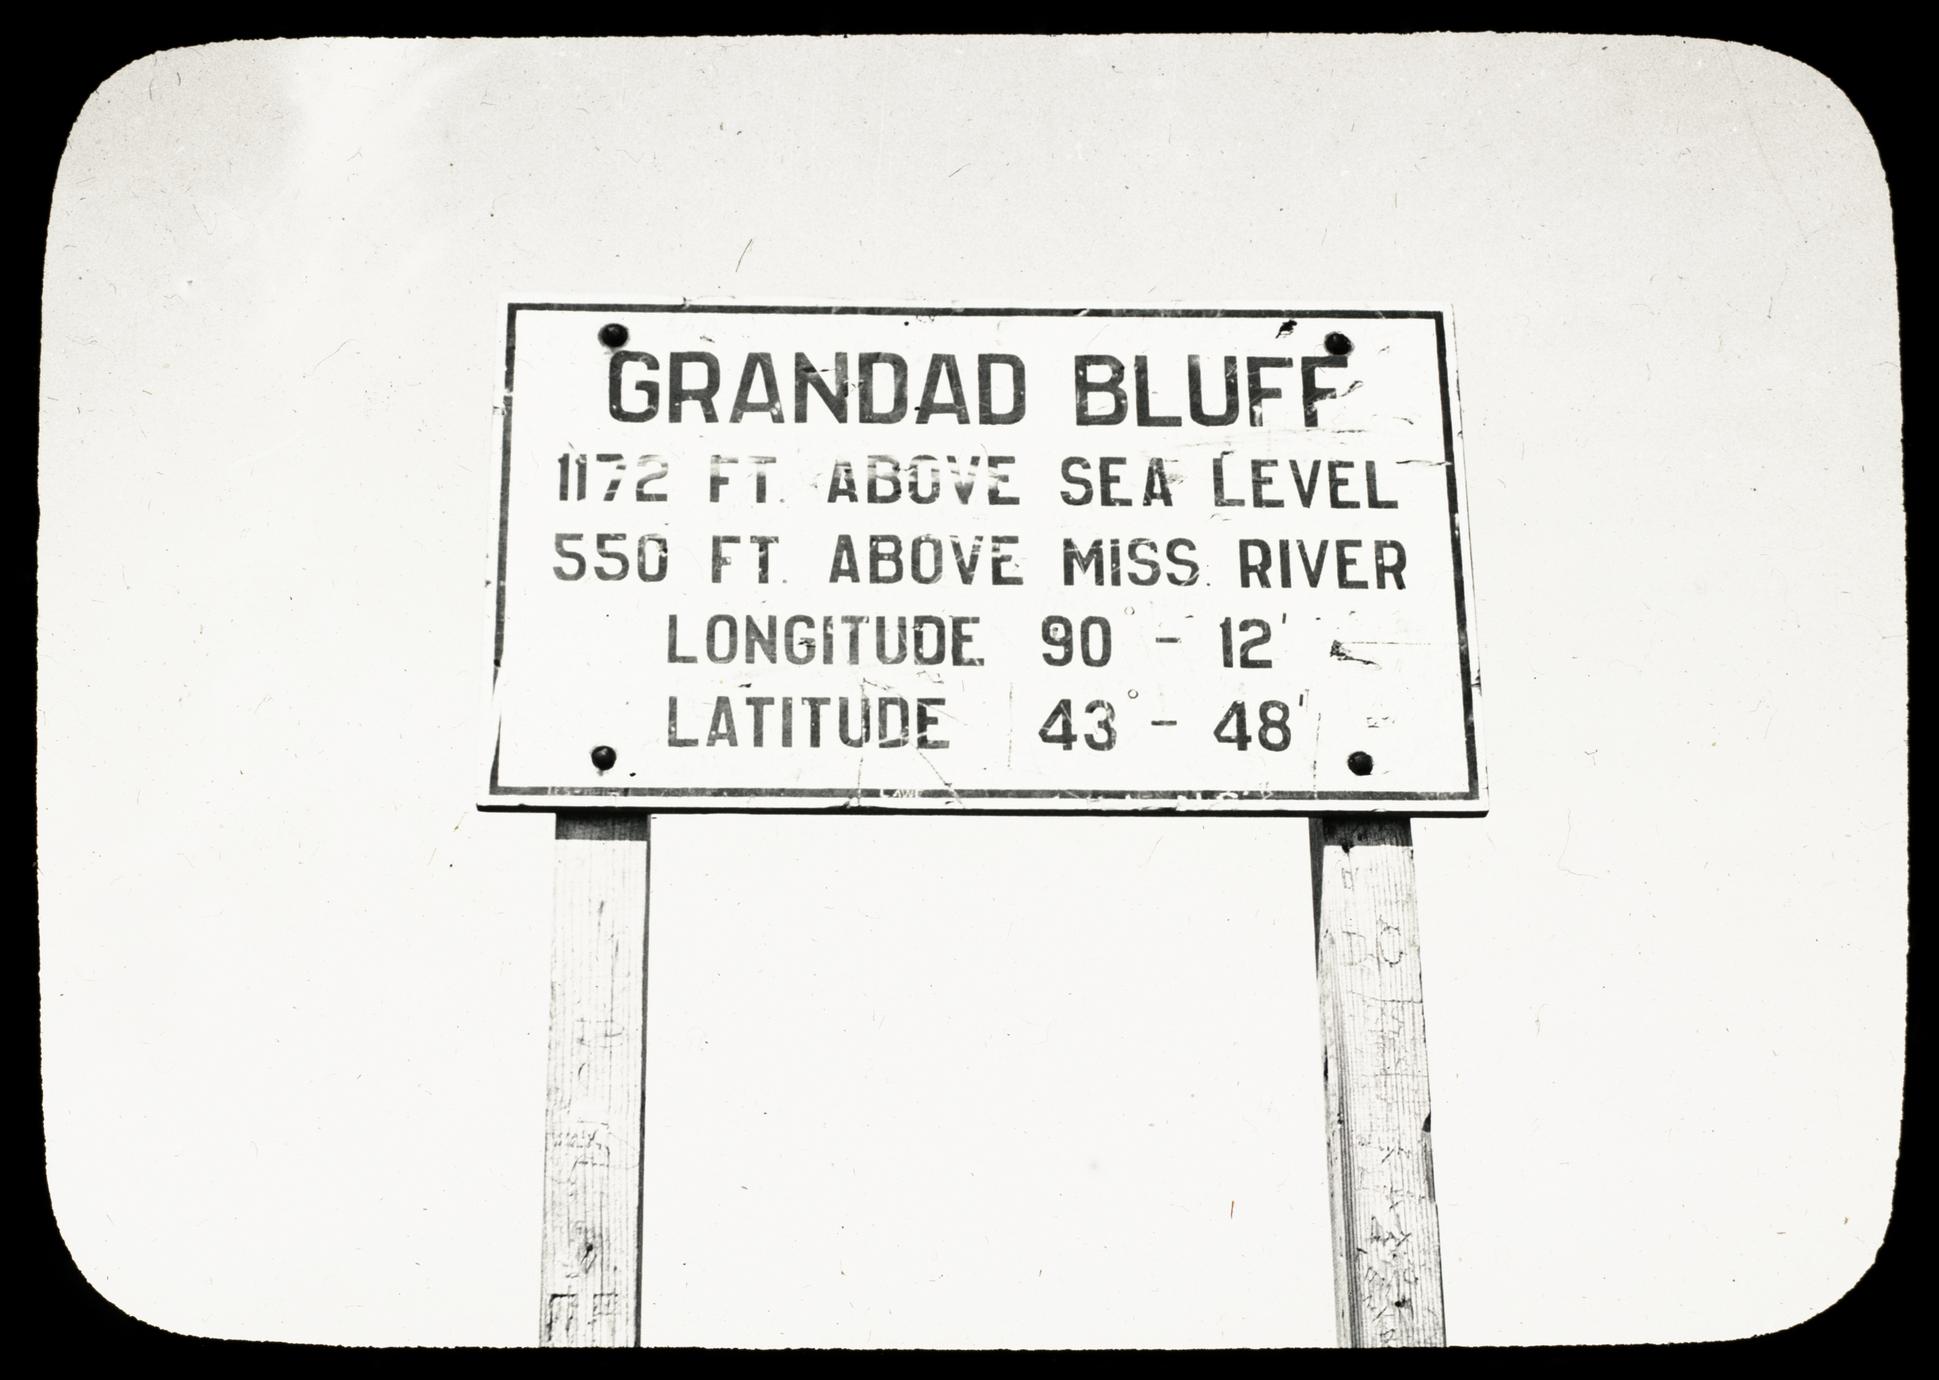 GRANDAD BLUFF
1172 FT. ABOVE SEA LEVEL
550 FT. ABOVE MISS. RIVER
LONGITUDE 90° - 12'
LATITUDE 43° - 48'